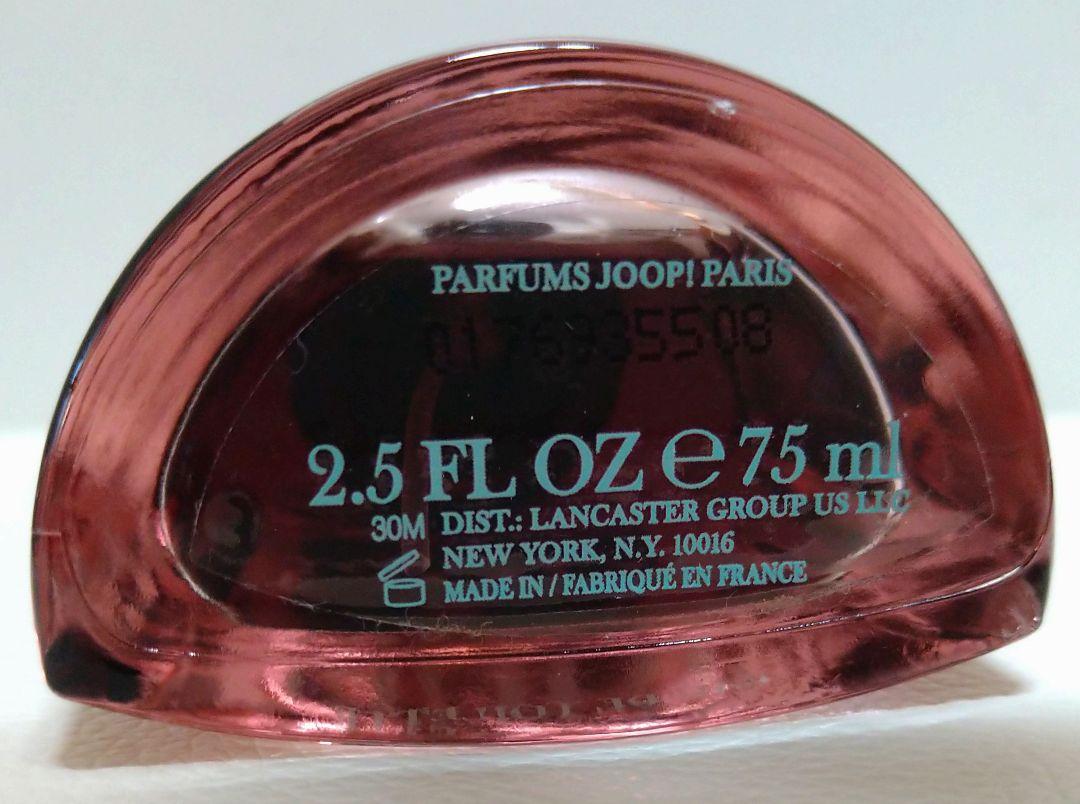 PARFUMS JOOP! PARIS
0176935508
2.5 FL OZ ℮ 75 ml
30M DIST.: LANCASTER GROUP US LLC
NEW YORK, N.Y. 10016
MADE IN / FABRIQUÉ EN FRANCE